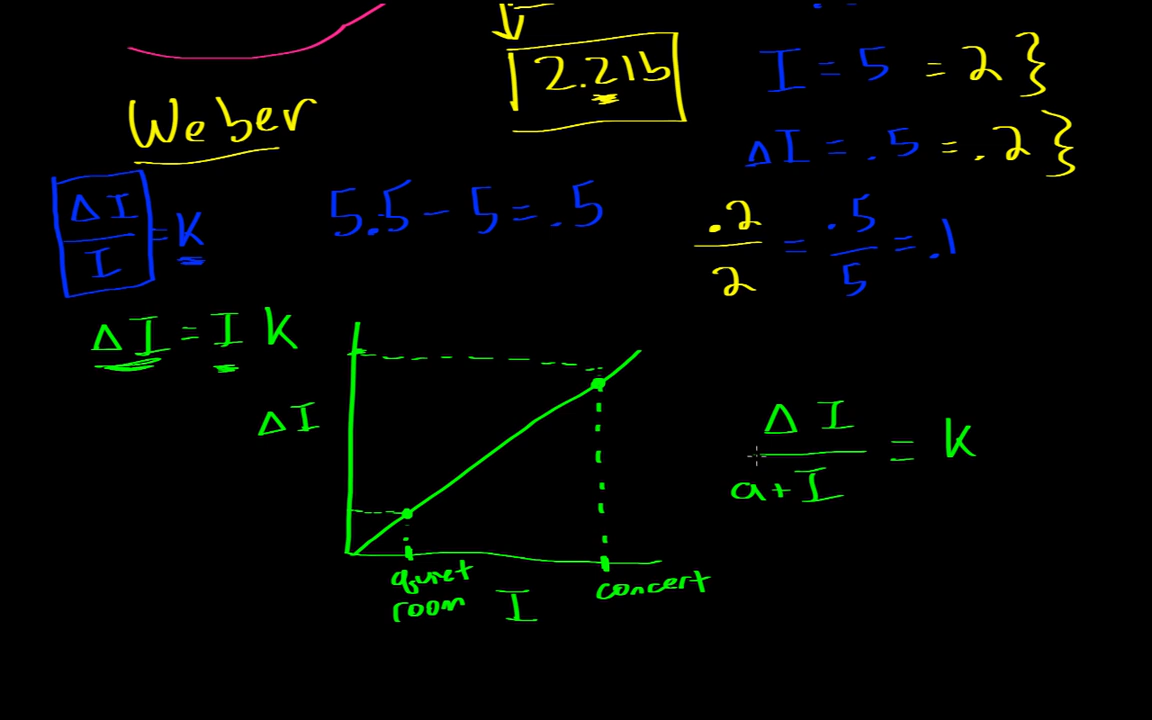 2.2lb
I = 5 = 2 }
ΔI = .5 = .2 }
Weber
ΔI / I = K
5.5 - 5 = .5
.2 / 2 = .5 / 5 = .1
ΔI = I K
ΔI
quiet
room
I
concert
ΔI / a + I = K